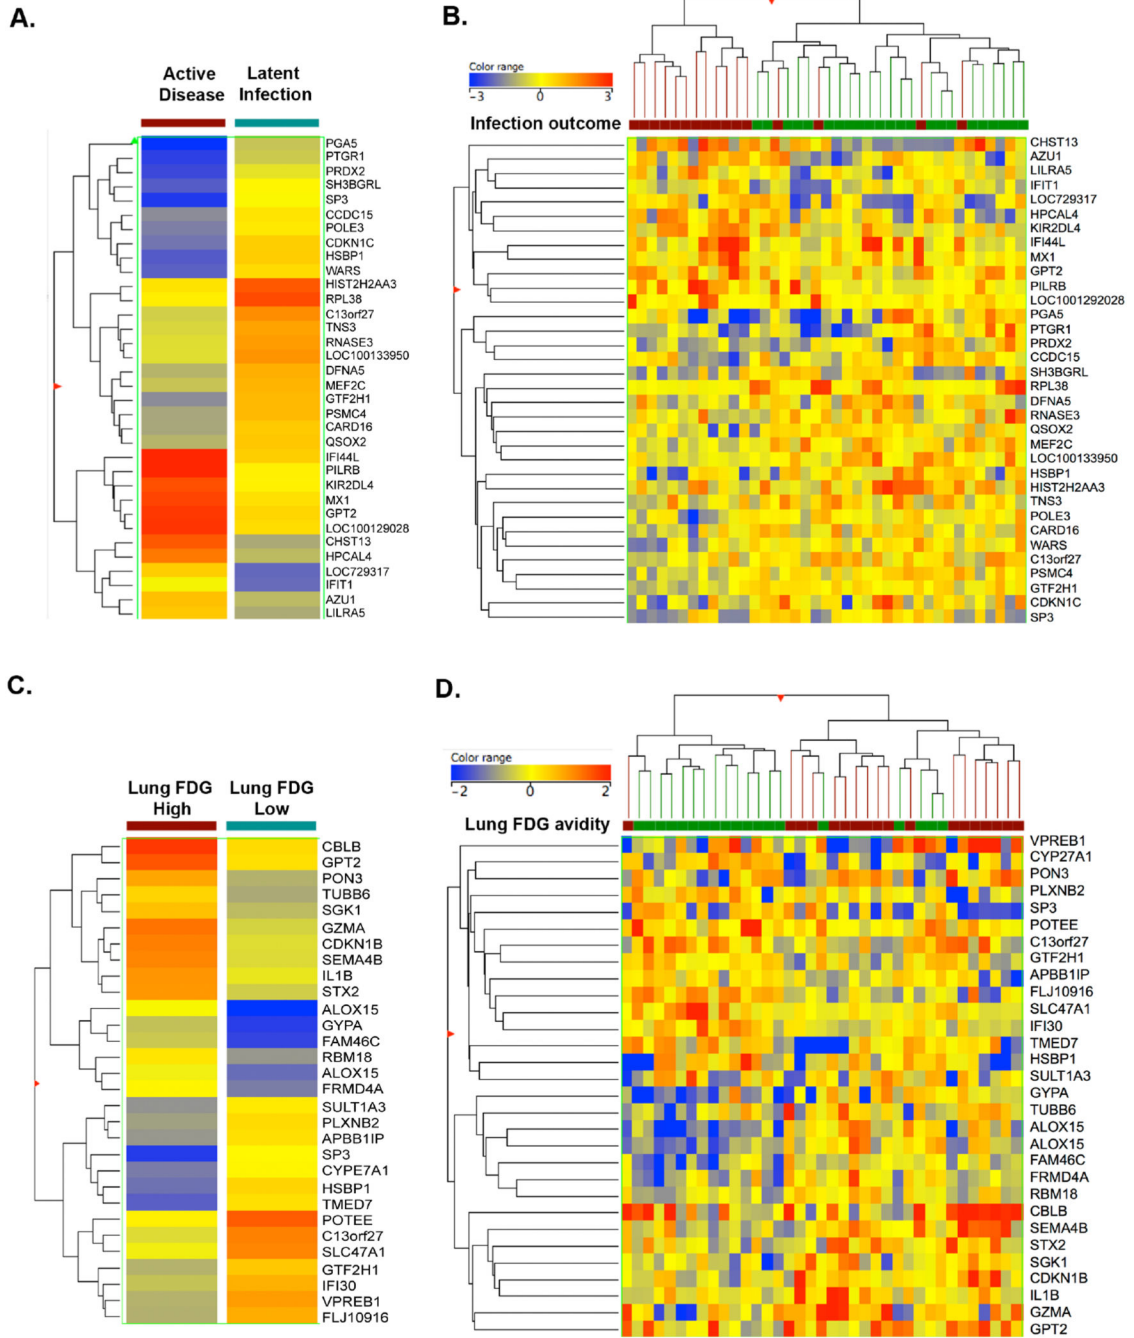 A.
Active
Disease
Latent
Infection
PGA5
PTGR1
PRDX2
SH3BGRL
SP3
CCDC15
POLE3
CDKN1C
HSBP1
WARS
HIST2H2AA3
RPL38
C13orf27
TNS3
RNASE3
LOC100133950
DFNA5
MEF2C
GTF2H1
PSMC4
CARD16
QSOX2
IFI44L
PILRB
KIR2DL4
MX1
GPT2
LOC100129028
CHST13
HPCAL4
LOC729317
IFIT1
AZU1
LILRA5
B.
Color range
-3 0 3
Infection outcome
CHST13
AZU1
LILRA5
IFIT1
LOC729317
HPCAL4
KIR2DL4
IFI44L
MX1
GPT2
PILRB
LOC1001292028
PGA5
PTGR1
PRDX2
CCDC15
SH3BGRL
RPL38
DFNA5
RNASE3
QSOX2
MEF2C
LOC100133950
HSBP1
HIST2H2AA3
TNS3
POLE3
CARD16
WARS
C13orf27
PSMC4
GTF2H1
CDKN1C
SP3
C.
Lung FDG
High
Lung FDG
Low
CBLB
GPT2
PON3
TUBB6
SGK1
GZMA
CDKN1B
SEMA4B
IL1B
STX2
ALOX15
GYPA
FAM46C
RBM18
ALOX15
FRMD4A
SULT1A3
PLXNB2
APBB1IP
SP3
CYPE7A1
HSBP1
TMED7
POTEE
C13orf27
SLC47A1
GTF2H1
IFI30
VPREB1
FLJ10916
D.
Color range
-2 0 2
Lung FDG avidity
VPREB1
CYP27A1
PON3
PLXNB2
SP3
POTEE
C13orf27
GTF2H1
APBB1IP
FLJ10916
SLC47A1
IFI30
TMED7
HSBP1
SULT1A3
GYPA
TUBB6
ALOX15
ALOX15
FAM46C
FRMD4A
RBM18
CBLB
SEMA4B
STX2
SGK1
CDKN1B
IL1B
GZMA
GPT2